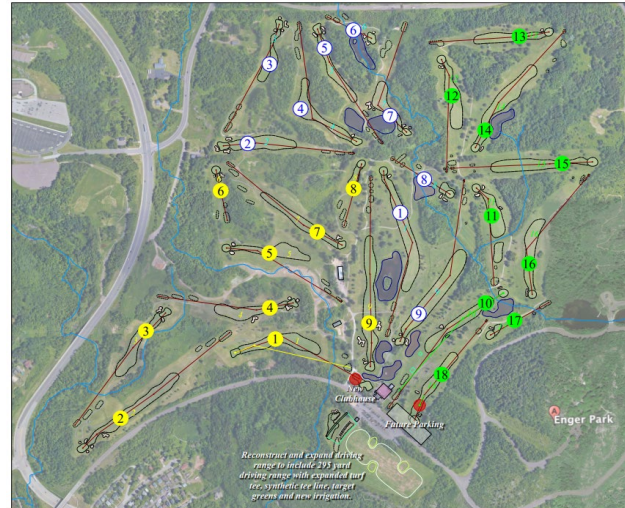 6
13
5
3
12
4
14
7
2
15
8
8
6
1
11
7
5
16
4
10
17
3
9
9
1
18
New
Clubhouse
2
Future Parking
A
Enger Park
Reconstruct and expand driving
range to include 295 yard
driving range with expanded turf
tee, synthetic tee line, target
greens and new irrigation.